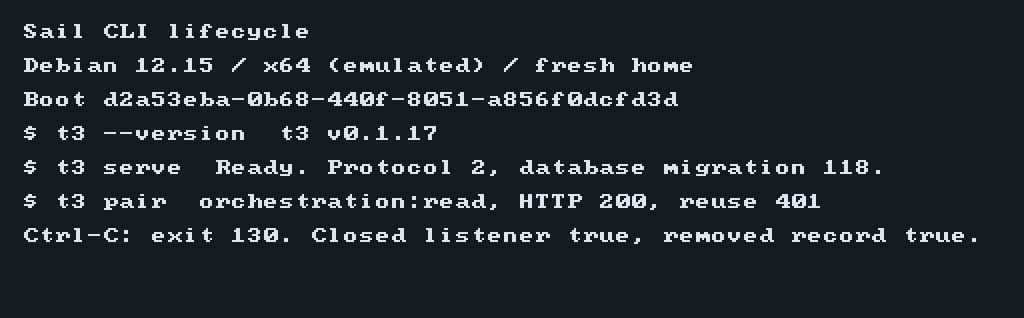 Sail CLI lifecycle
Debian 12.15 / x64 (emulated) / fresh home
Boot d2a53eba-0b68-440f-8051-a856f0dcfd3d
$ t3 --version  t3 v0.1.17
$ t3 serve  Ready. Protocol 2, database migration 118.
$ t3 pair  orchestration:read, HTTP 200, reuse 401
Ctrl-C: exit 130. Closed listener true, removed record true.